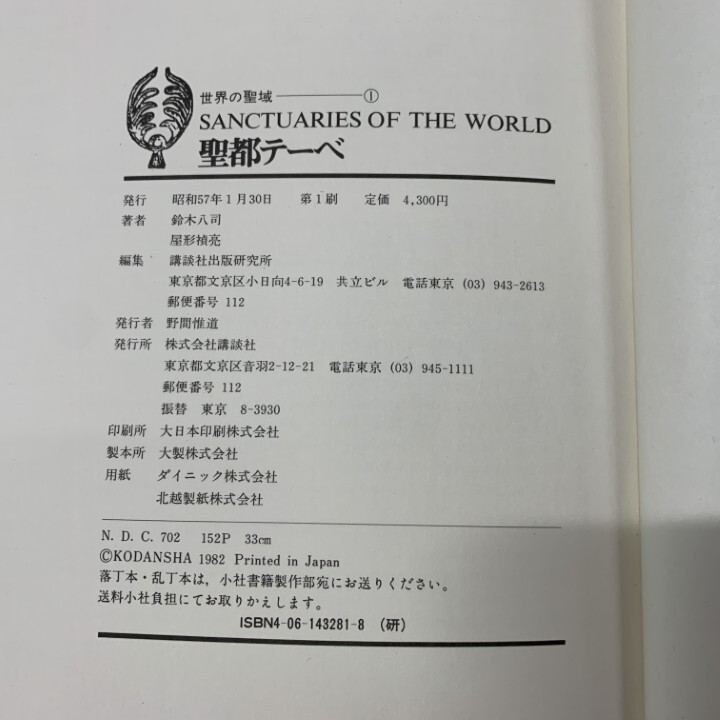 世界の聖域————①
SANCTUARIES OF THE WORLD
聖都テーベ
発行 昭和57年1月30日 第1刷 定価 4,300円
著者 鈴木八司
屋形禎亮
編集 講談社出版研究所
東京都文京区小日向4-6-19 共立ビル 電話東京 (03) 943-2613
郵便番号 112
発行者 野間惟道
発行所 株式会社講談社
東京都文京区音羽2-12-21 電話東京 (03) 945-1111
郵便番号 112
振替 東京 8-3930
印刷所 大日本印刷株式会社
製本所 大製株式会社
用紙 ダイニック株式会社
北越製紙株式会社
N. D. C. 702 152P 33cm
©KODANSHA 1982 Printed in Japan
落丁本・乱丁本は，小社書籍製作部宛にお送りください。
送料小社負担にてお取りかえします。
ISBN4-06-143281-8 (研)